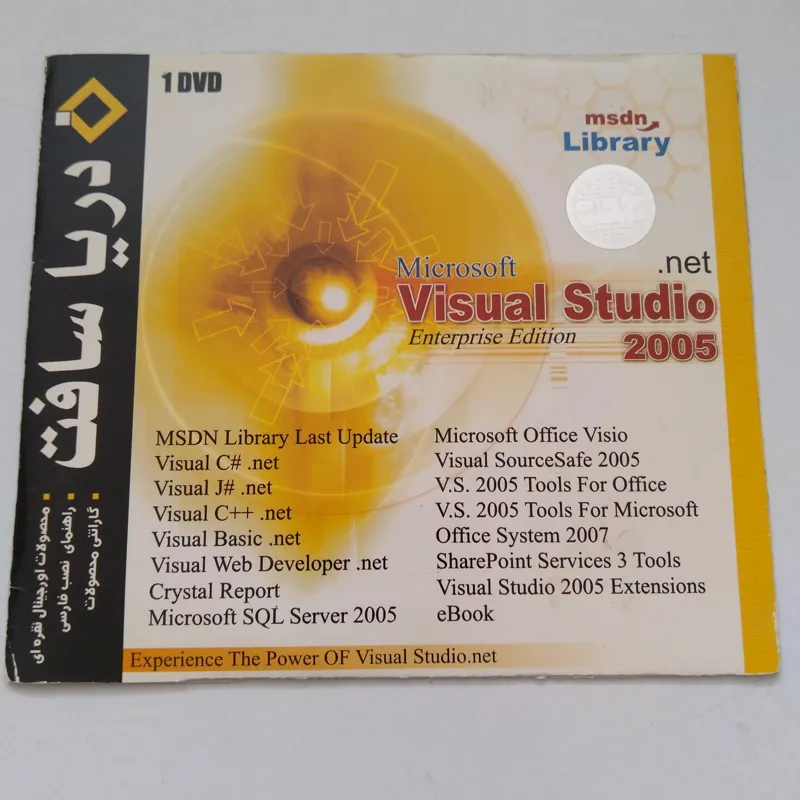 1 DVD
msdn
Library
.net
Microsoft
Visual Studio
Enterprise Edition
2005
MSDN Library Last Update
Visual C# .net
Visual J# .net
Visual C++ .net
Visual Basic .net
Visual Web Developer .net
Crystal Report
Microsoft SQL Server 2005
Microsoft Office Visio
Visual SourceSafe 2005
V.S. 2005 Tools For Office
V.S. 2005 Tools For Microsoft
Office System 2007
SharePoint Services 3 Tools
Visual Studio 2005 Extensions
eBook
Experience The Power OF Visual Studio.net
دریا سافت
محصولات اورجینال نقره ای
راهنمای نصب فارسی
گارانتی محصولات